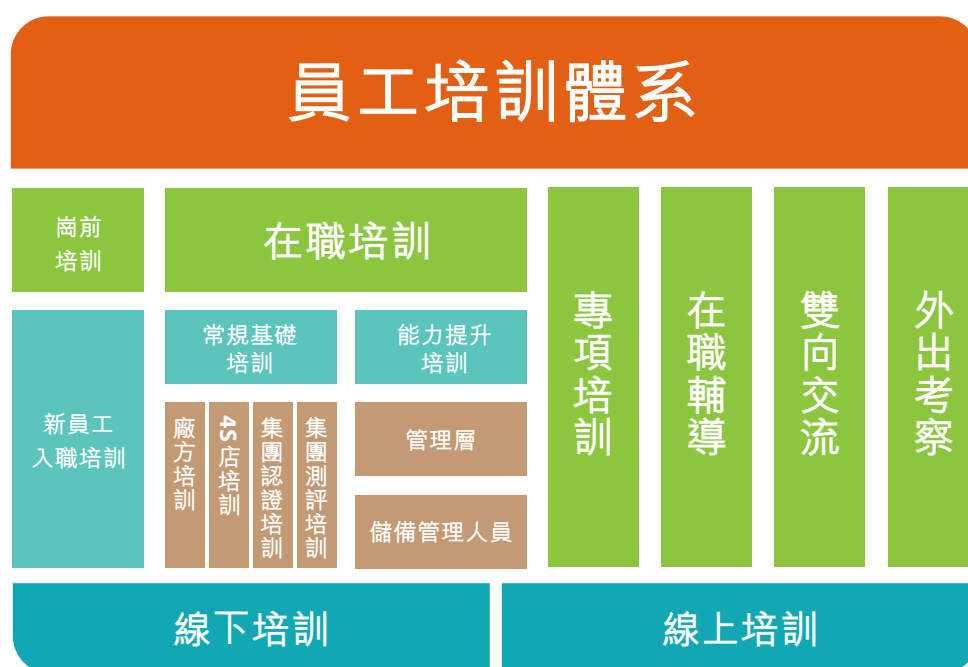 員工培訓體系
崗前
培訓
在職培訓
專項培訓
在職輔導
雙向交流
外出考察
新員工
入職培訓
常規基礎
培訓
能力提升
培訓
廠方培訓
4S店培訓
集團認證培訓
集團測評培訓
管理層
儲備管理人員
線下培訓
線上培訓